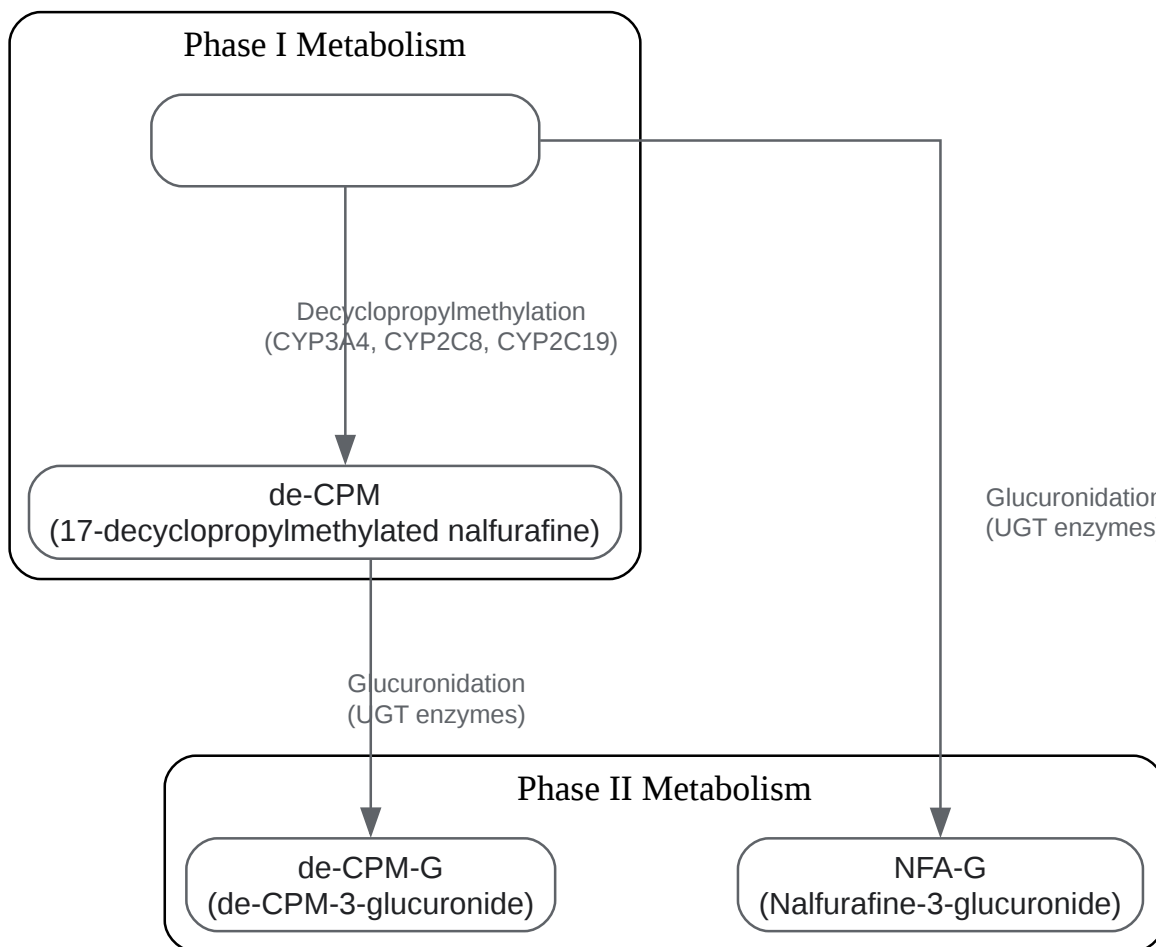 Phase I Metabolism
Decyclopropylmethylation
(CYP3A4, CYP2C8, CYP2C19)
de-CPM
(17-decyclopropylmethylated nalfurafine)
Glucuronidation
(UGT enzymes
Glucuronidation
(UGT enzymes)
Phase II Metabolism
de-CPM-G
(de-CPM-3-glucuronide)
NFA-G
(Nalfurafine-3-glucuronide)